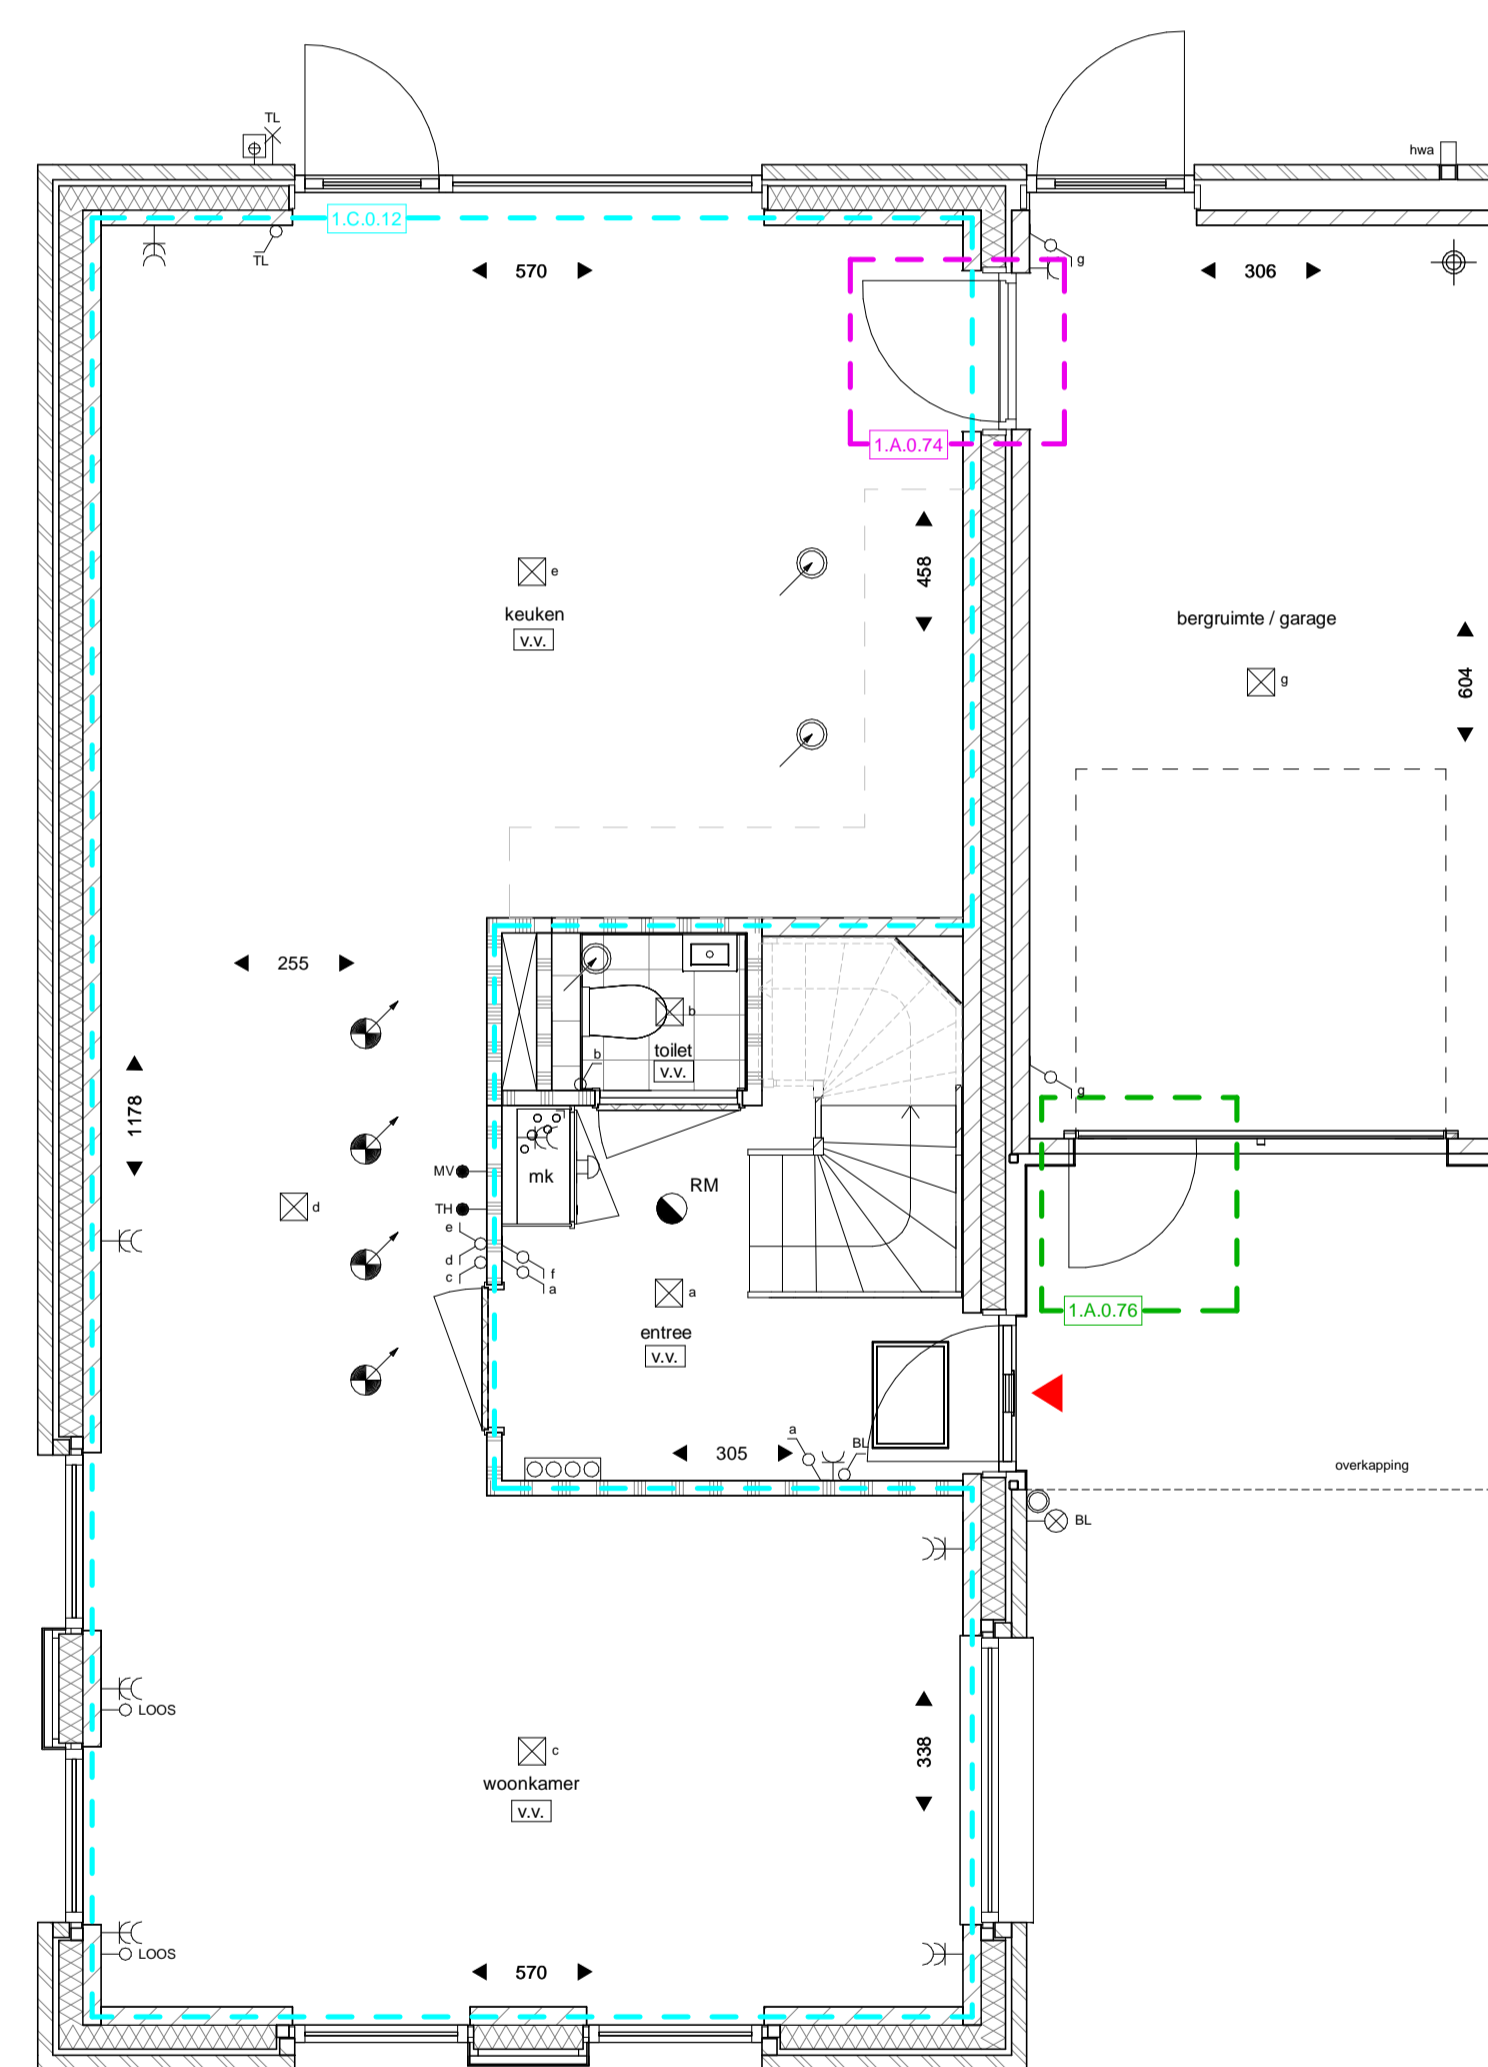 TL
hwa
1.C.0.12
TL
g
570
306
1.A.0.74
458
e
keuken
v.v.
bergruimte / garage
g
604
255
b
toilet
v.v.
b
1178
g
mk
MV
RM
TH
d
e
d
c
f
a
a
entree
v.v.
1.A.0.76
305
a
BL
overkapping
BL
LOOS
c
woonkamer
v.v.
338
LOOS
570